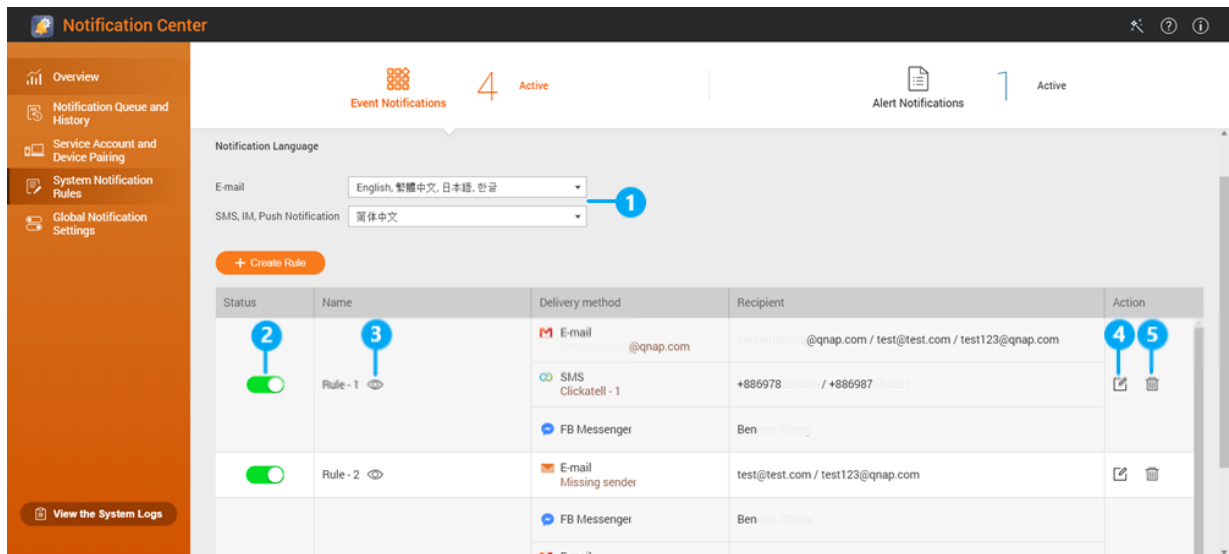 Notification Center
Overview
Notification Queue and
History
Service Account and
Device Pairing
System Notification
Rules
Global Notification
Settings
View the System Logs
Event Notifications
4
Active
Alert Notifications
1
Active
Notification Language
E-mail
English, 繁體中文, 日本語, 한글
1
SMS, IM, Push Notification
简体中文
+ Create Rule
Status
Name
Delivery method
Recipient
Action
2
3
E-mail
@qnap.com
@qnap.com / test@test.com / test123@qnap.com
4
5
Rule - 1
SMS
Clickatell - 1
+886978 / +886987
FB Messenger
Ben
Rule - 2
E-mail
Missing sender
test@test.com / test123@qnap.com
FB Messenger
Ben